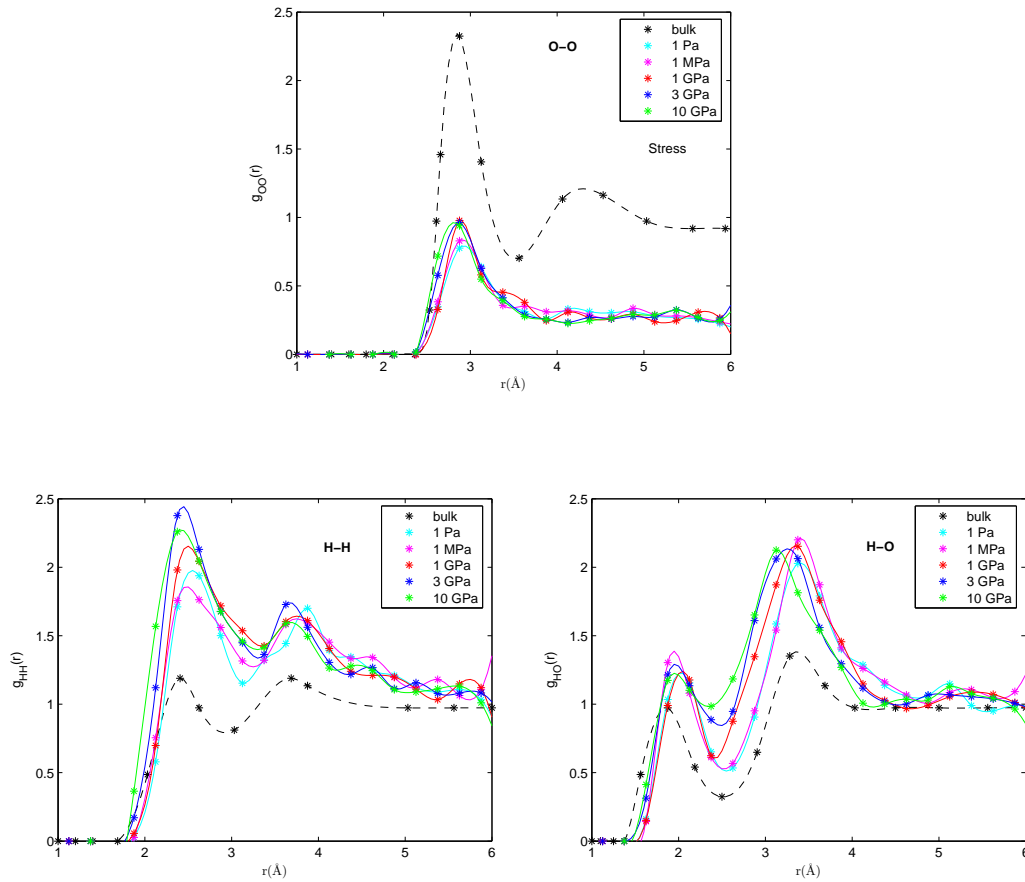 2.5
2
1.5
1
0.5
0
g_OO(r)
O–O
bulk
1 Pa
1 MPa
1 GPa
3 GPa
10 GPa
Stress
1 2 3 4 5 6
r(Å)
2.5
2
1.5
1
0.5
0
g_HH(r)
H–H
bulk
1 Pa
1 MPa
1 GPa
3 GPa
10 GPa
1 2 3 4 5 6
r(Å)
2.5
2
1.5
1
0.5
0
g_HO(r)
H–O
bulk
1 Pa
1 MPa
1 GPa
3 GPa
10 GPa
1 2 3 4 5 6
r(Å)